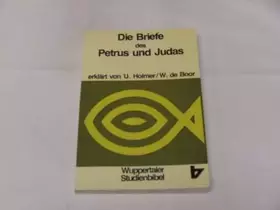 Die Briefe
des
Petrus und Judas
erklärt von U. Holmer/W. de Boor
Wuppertaler
Studienbibel